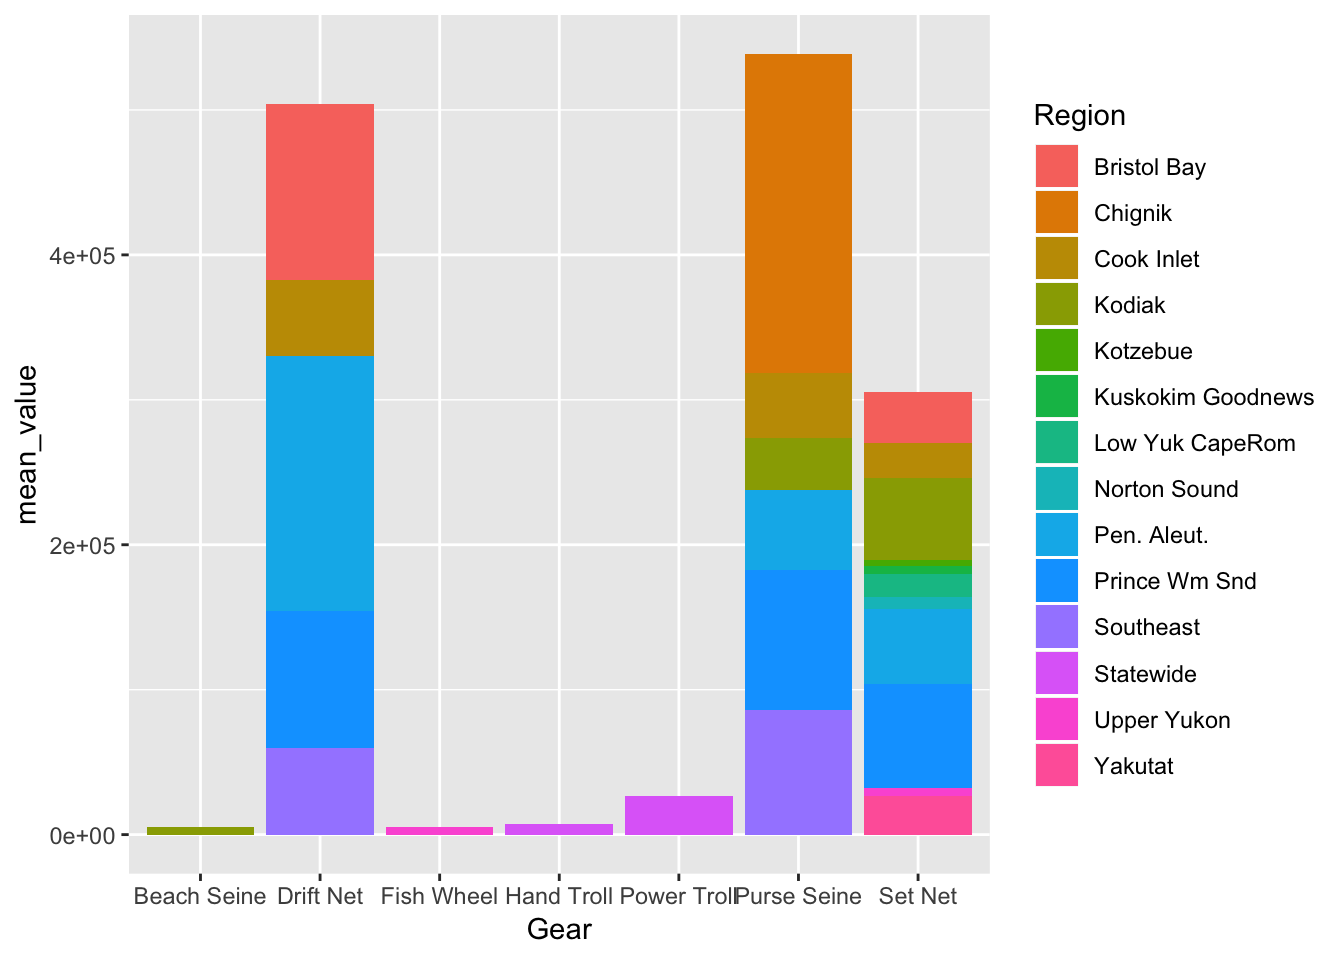 mean_value
4e+05
2e+05
0e+00
Beach Seine Drift Net Fish Wheel Hand Troll Power Troll Purse Seine Set Net
Gear
Region
Bristol Bay
Chignik
Cook Inlet
Kodiak
Kotzebue
Kuskokim Goodnews
Low Yuk CapeRom
Norton Sound
Pen. Aleut.
Prince Wm Snd
Southeast
Statewide
Upper Yukon
Yakutat